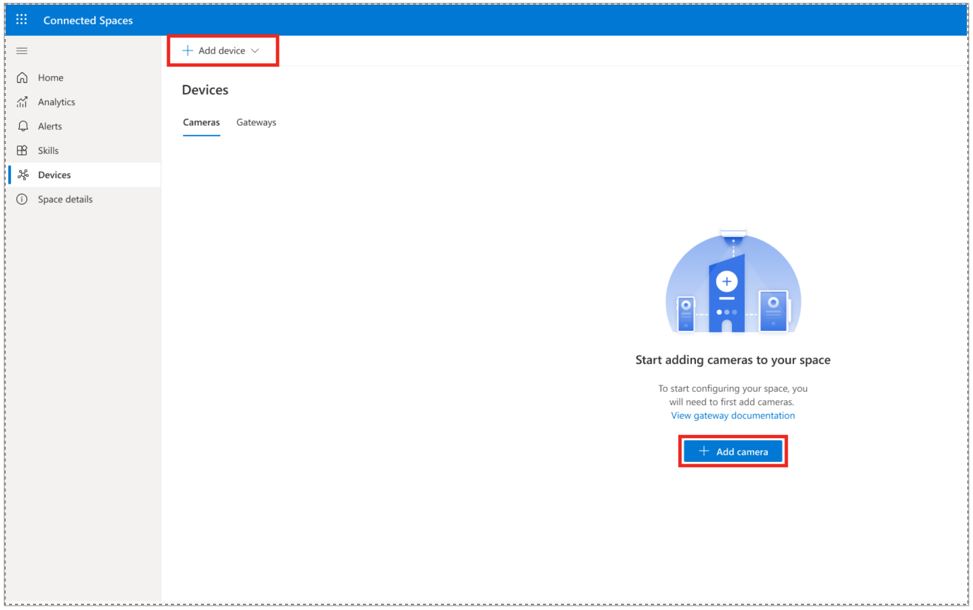 Connected Spaces
Add device
Home
Analytics
Alerts
Skills
Devices
Space details
Devices
Cameras Gateways
Start adding cameras to your space
To start configuring your space, you
will need to first add cameras.
View gateway documentation
Add camera